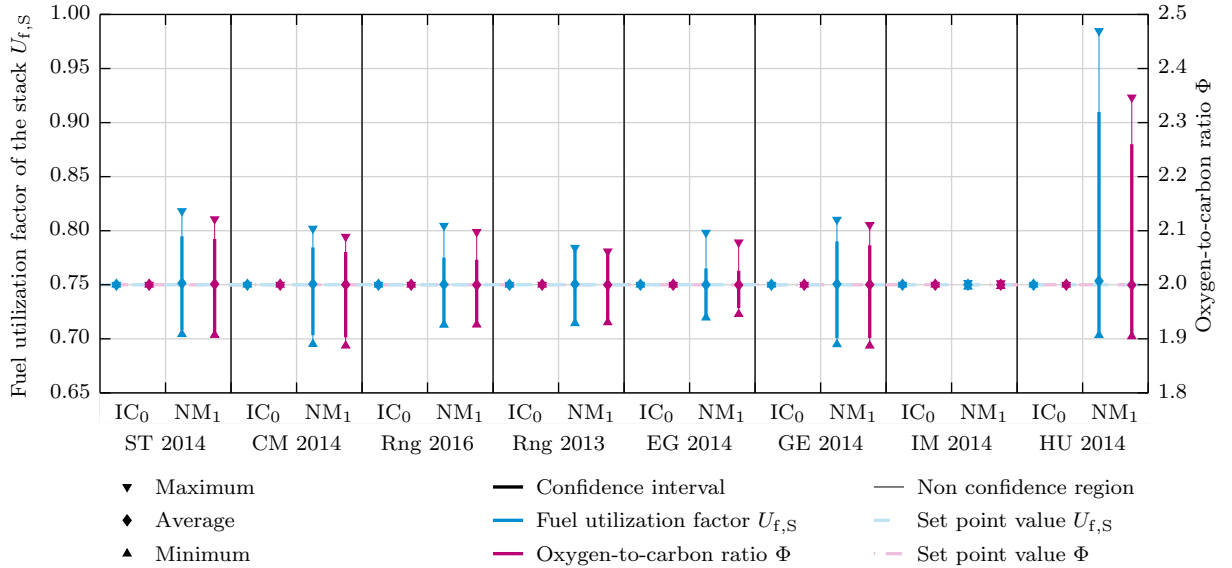 Fuel utilization factor of the stack U_f,S
1.00
0.95
0.90
0.85
0.80
0.75
0.70
0.65
2.5
2.4
2.3
2.2
2.1
2.0
1.9
1.8
Oxygen-to-carbon ratio Φ
IC₀ NM₁ IC₀ NM₁ IC₀ NM₁ IC₀ NM₁ IC₀ NM₁ IC₀ NM₁ IC₀ NM₁ IC₀ NM₁
ST 2014 CM 2014 Rng 2016 Rng 2013 EG 2014 GE 2014 IM 2014 HU 2014
Maximum Confidence interval Non confidence region
Average Fuel utilization factor U_f,S Set point value U_f,S
Minimum Oxygen-to-carbon ratio Φ Set point value Φ